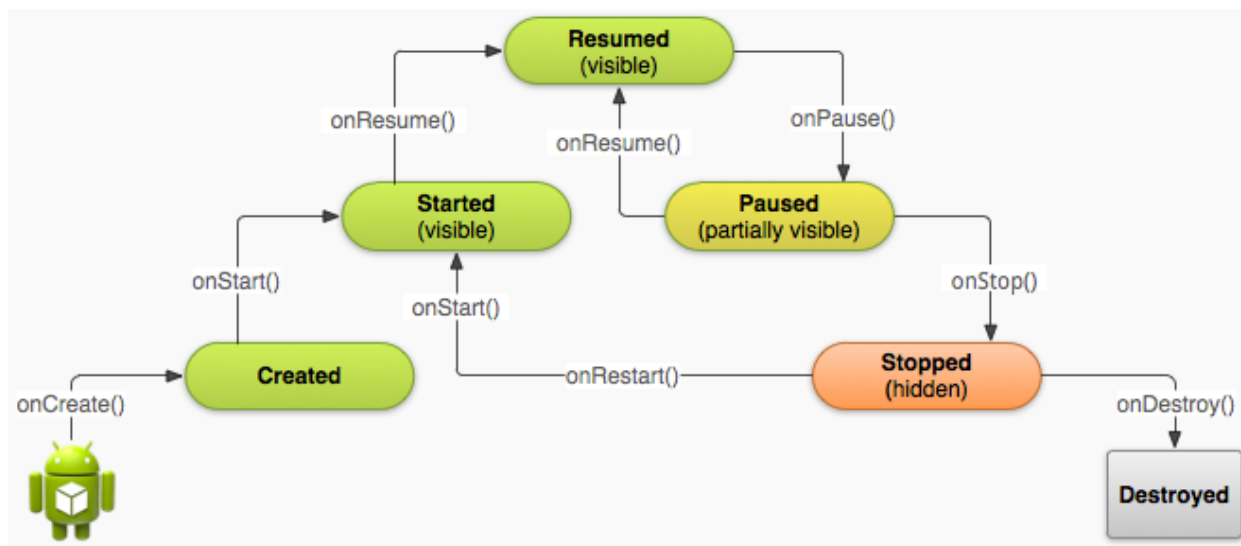 Resumed
(visible)
onResume()
onResume()
onPause()
Started
(visible)
Paused
(partially visible)
onStart()
onStart()
onStop()
Created
onRestart()
Stopped
(hidden)
onCreate()
onDestroy()
Destroyed